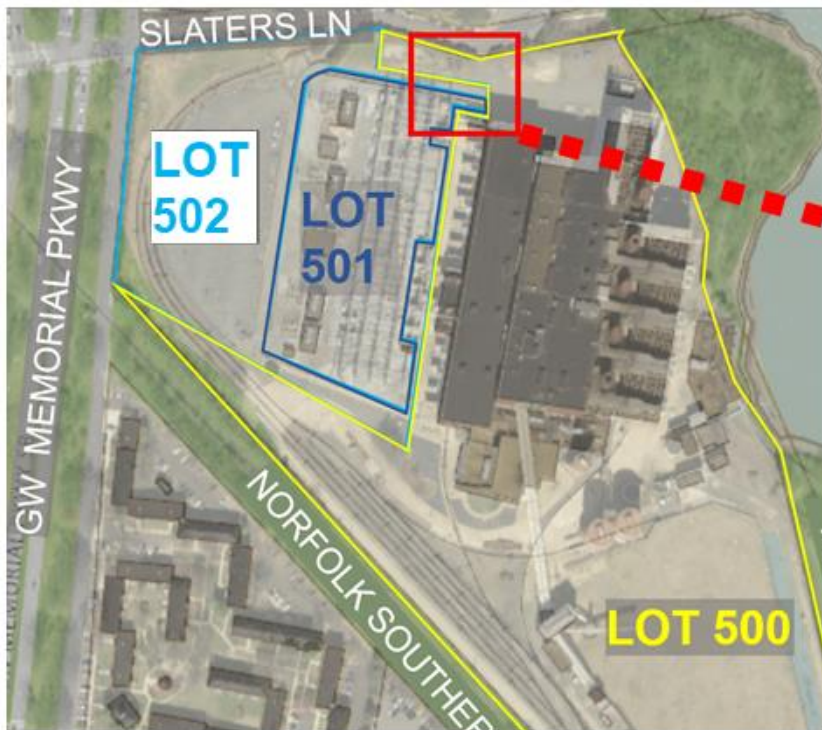 SLATERS LN
GW MEMORIAL PKWY
LOT
502
LOT
501
NORFOLK SOUTHER
LOT 500